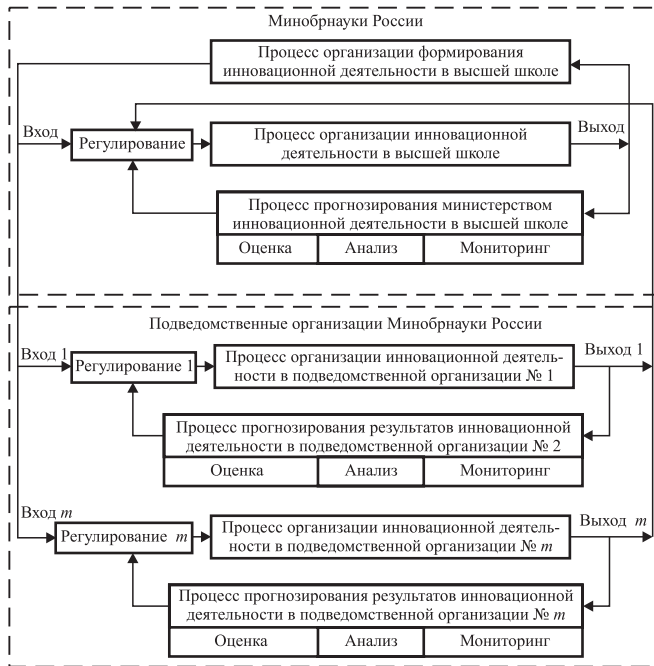 Минобрнауки России
Процесс организации формирования
инновационной деятельности в высшей школе
Вход
Регулирование
Процесс организации инновационной
деятельности в высшей школе
Выход
Процесс прогнозирования министерством
инновационной деятельности в высшей школе
Оценка Анализ Мониторинг
Подведомственные организации Минобрнауки России
Вход 1
Регулирование 1
Процесс организации инновационной деятель-
ности в подведомственной организации № 1
Выход 1
Процесс прогнозирования результатов инновационной
деятельности в подведомственной организации № 2
Оценка Анализ Мониторинг
Вход m
Регулирование m
Процесс организации инновационной деятель-
ности в подведомственной организации № m
Выход m
Процесс прогнозирования результатов инновационной
деятельности в подведомственной организации № m
Оценка Анализ Мониторинг